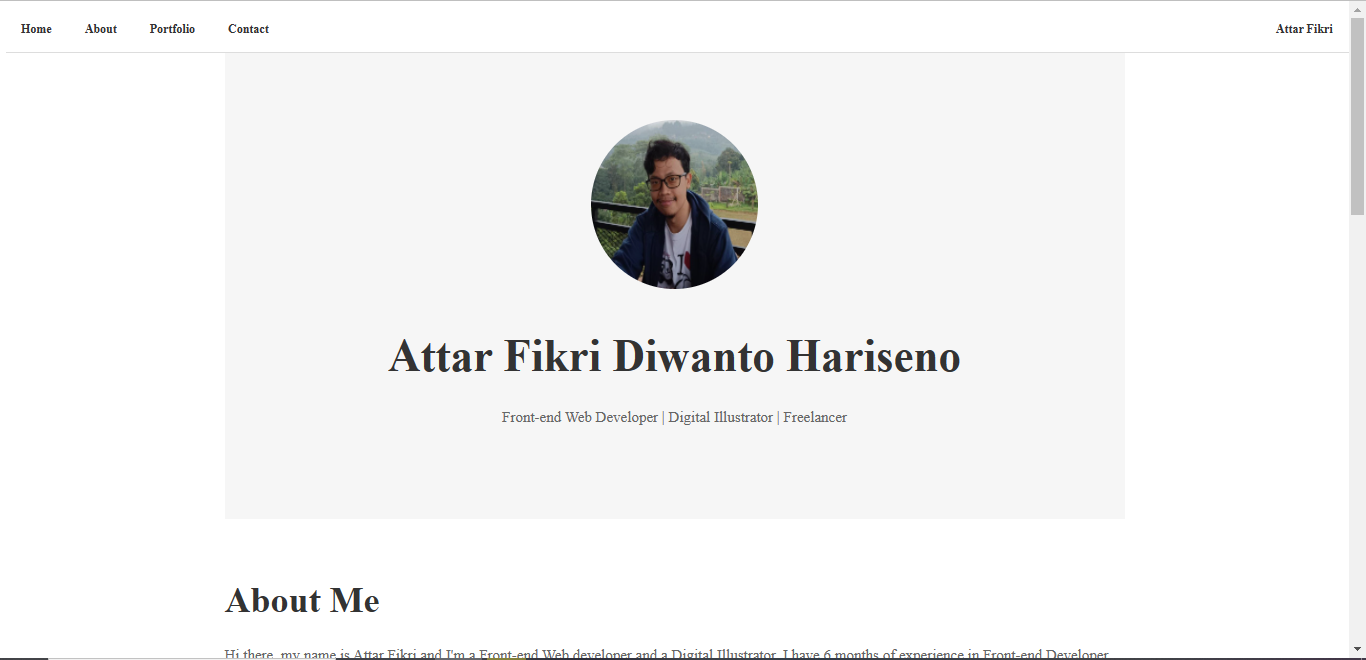 Home About Portfolio Contact Attar Fikri
Attar Fikri Diwanto Hariseno
Front-end Web Developer | Digital Illustrator | Freelancer
About Me
Hi there, my name is Attar Fikri and I'm a Front-end Web developer and a Digital Illustrator. I have 6 months of experience in Front-end Developer